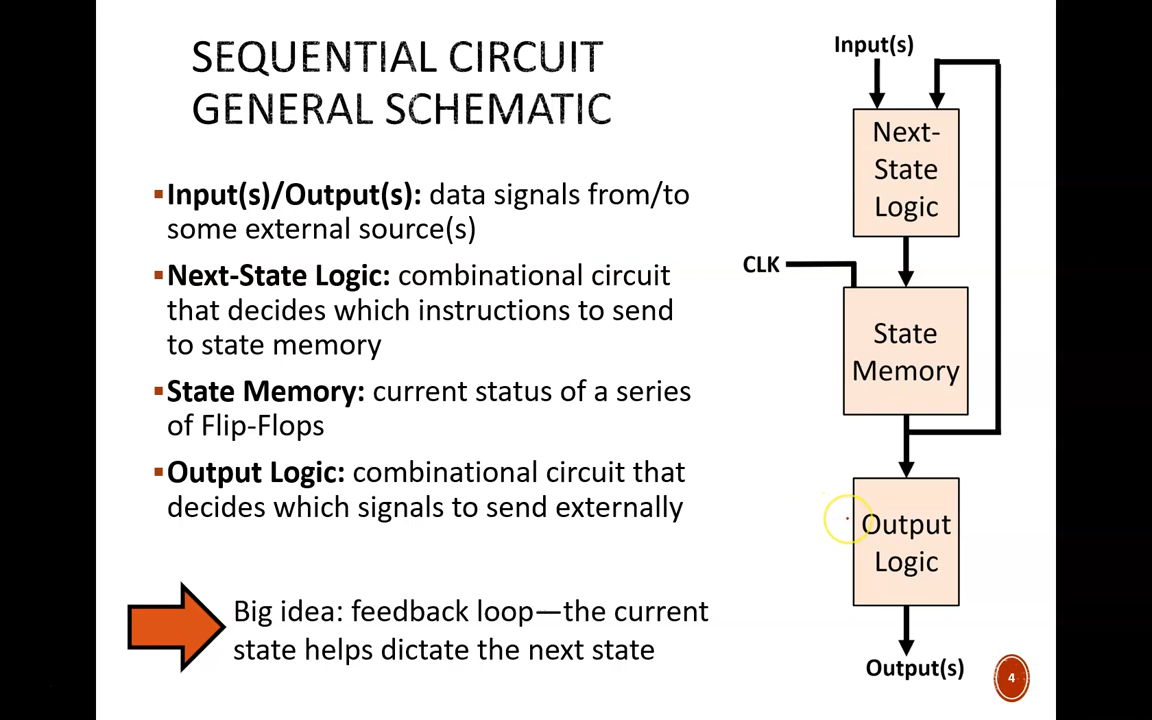 SEQUENTIAL CIRCUIT
GENERAL SCHEMATIC
▪Input(s)/Output(s): data signals from/to
some external source(s)
▪Next-State Logic: combinational circuit
that decides which instructions to send
to state memory
▪State Memory: current status of a series
of Flip-Flops
▪Output Logic: combinational circuit that
decides which signals to send externally
Big idea: feedback loop—the current
state helps dictate the next state
Input(s)
Next-
State
Logic
CLK
State
Memory
Output
Logic
Output(s)
4